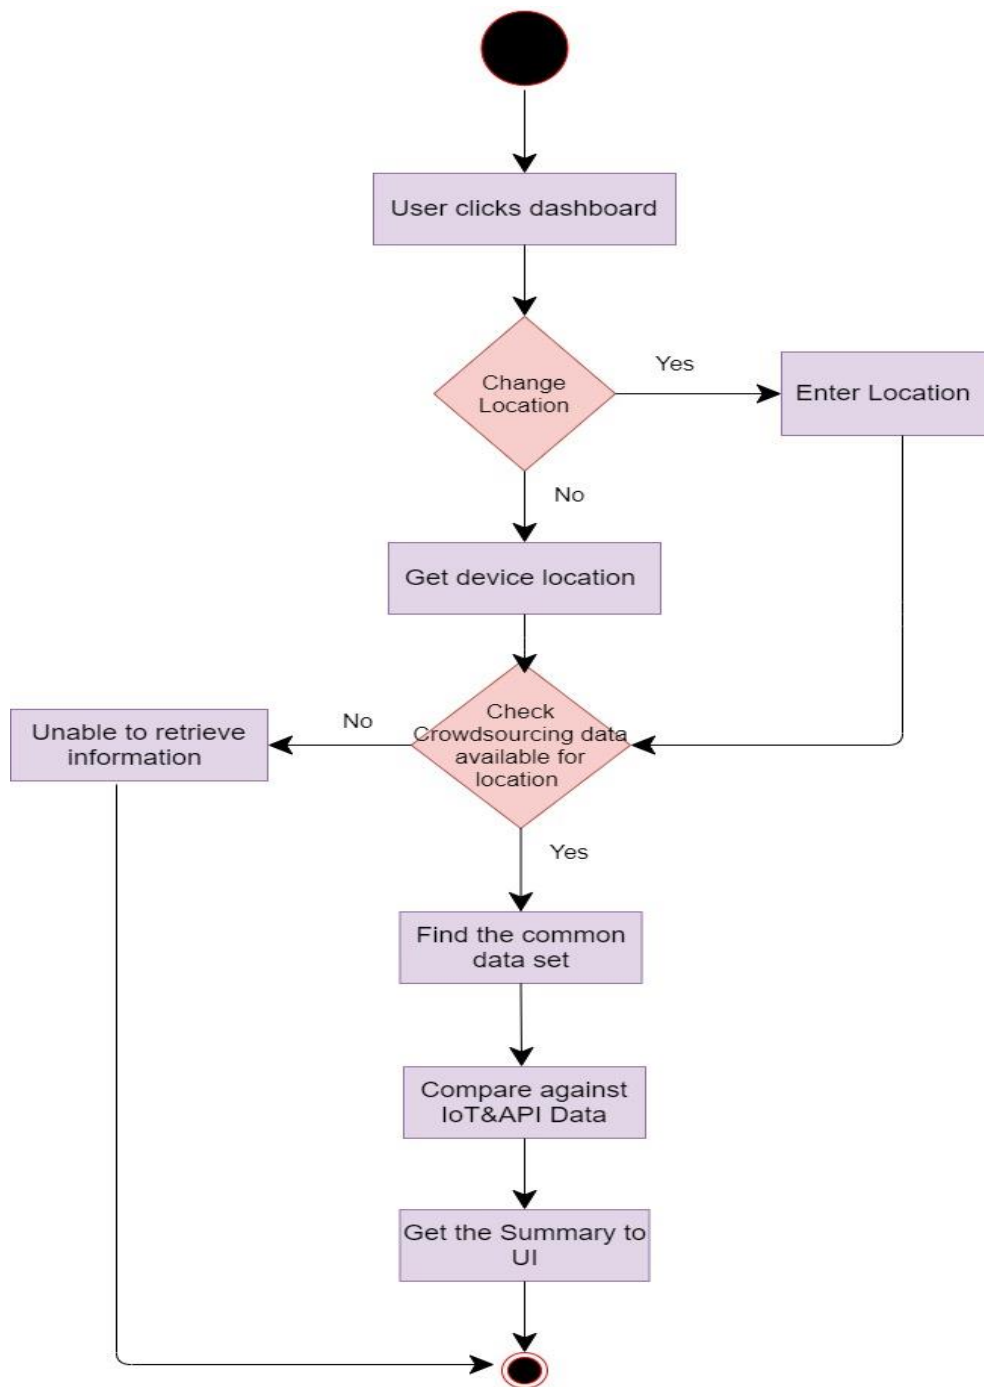 User clicks dashboard
Change
Location
Yes
Enter Location
No
Get device location
Check
Crowdsourcing data
available for
location
No
Unable to retrieve
information
Yes
Find the common
data set
Compare against
IoT&API Data
Get the Summary to
UI